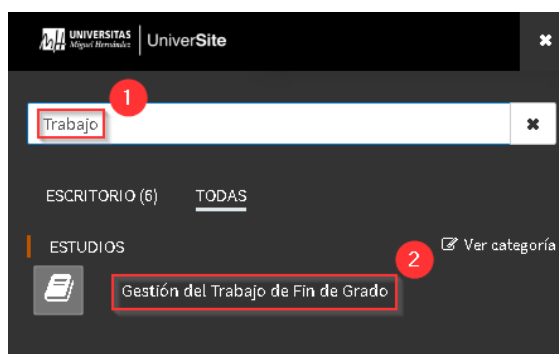 UNIVERSITAS
Miguel Hernández
UniverSite
1
Trabajo
ESCRITORIO (6) TODAS
ESTUDIOS
Ver categoría
2
Gestión del Trabajo de Fin de Grado